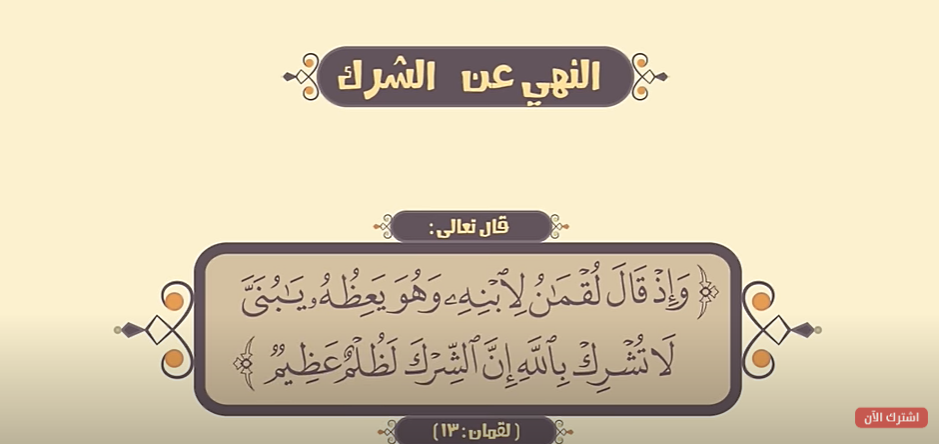 النهي عن الشرك
قال تعالى:
﴿ وَإِذۡ قَالَ لُقۡمَٰنُ لِٱبۡنِهِۦ وَهُوَ يَعِظُهُۥ يَٰبُنَيَّ
لَا تُشۡرِكۡ بِٱللَّهِ إِنَّ ٱلشِّرۡكَ لَظُلۡمٌ عَظِيمٞ ﴾
(لقمان: ١٣)
اشترك الآن